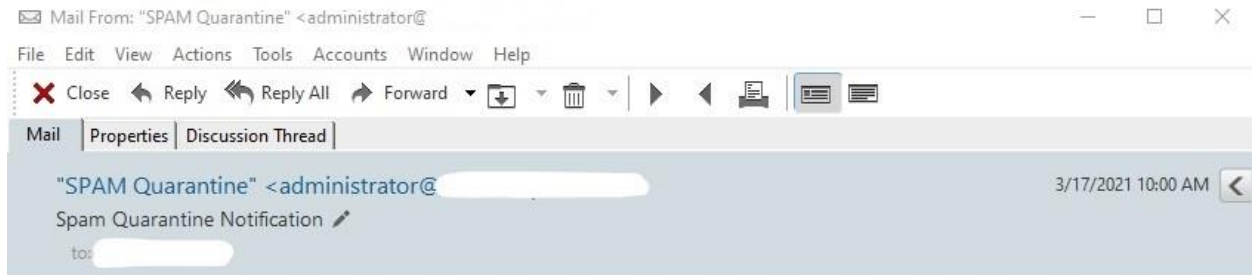 Mail From: "SPAM Quarantine" <administrator@
File Edit View Actions Tools Accounts Window Help
Close Reply Reply All Forward
Mail Properties Discussion Thread
"SPAM Quarantine" <administrator@ 3/17/2021 10:00 AM
Spam Quarantine Notification
to: